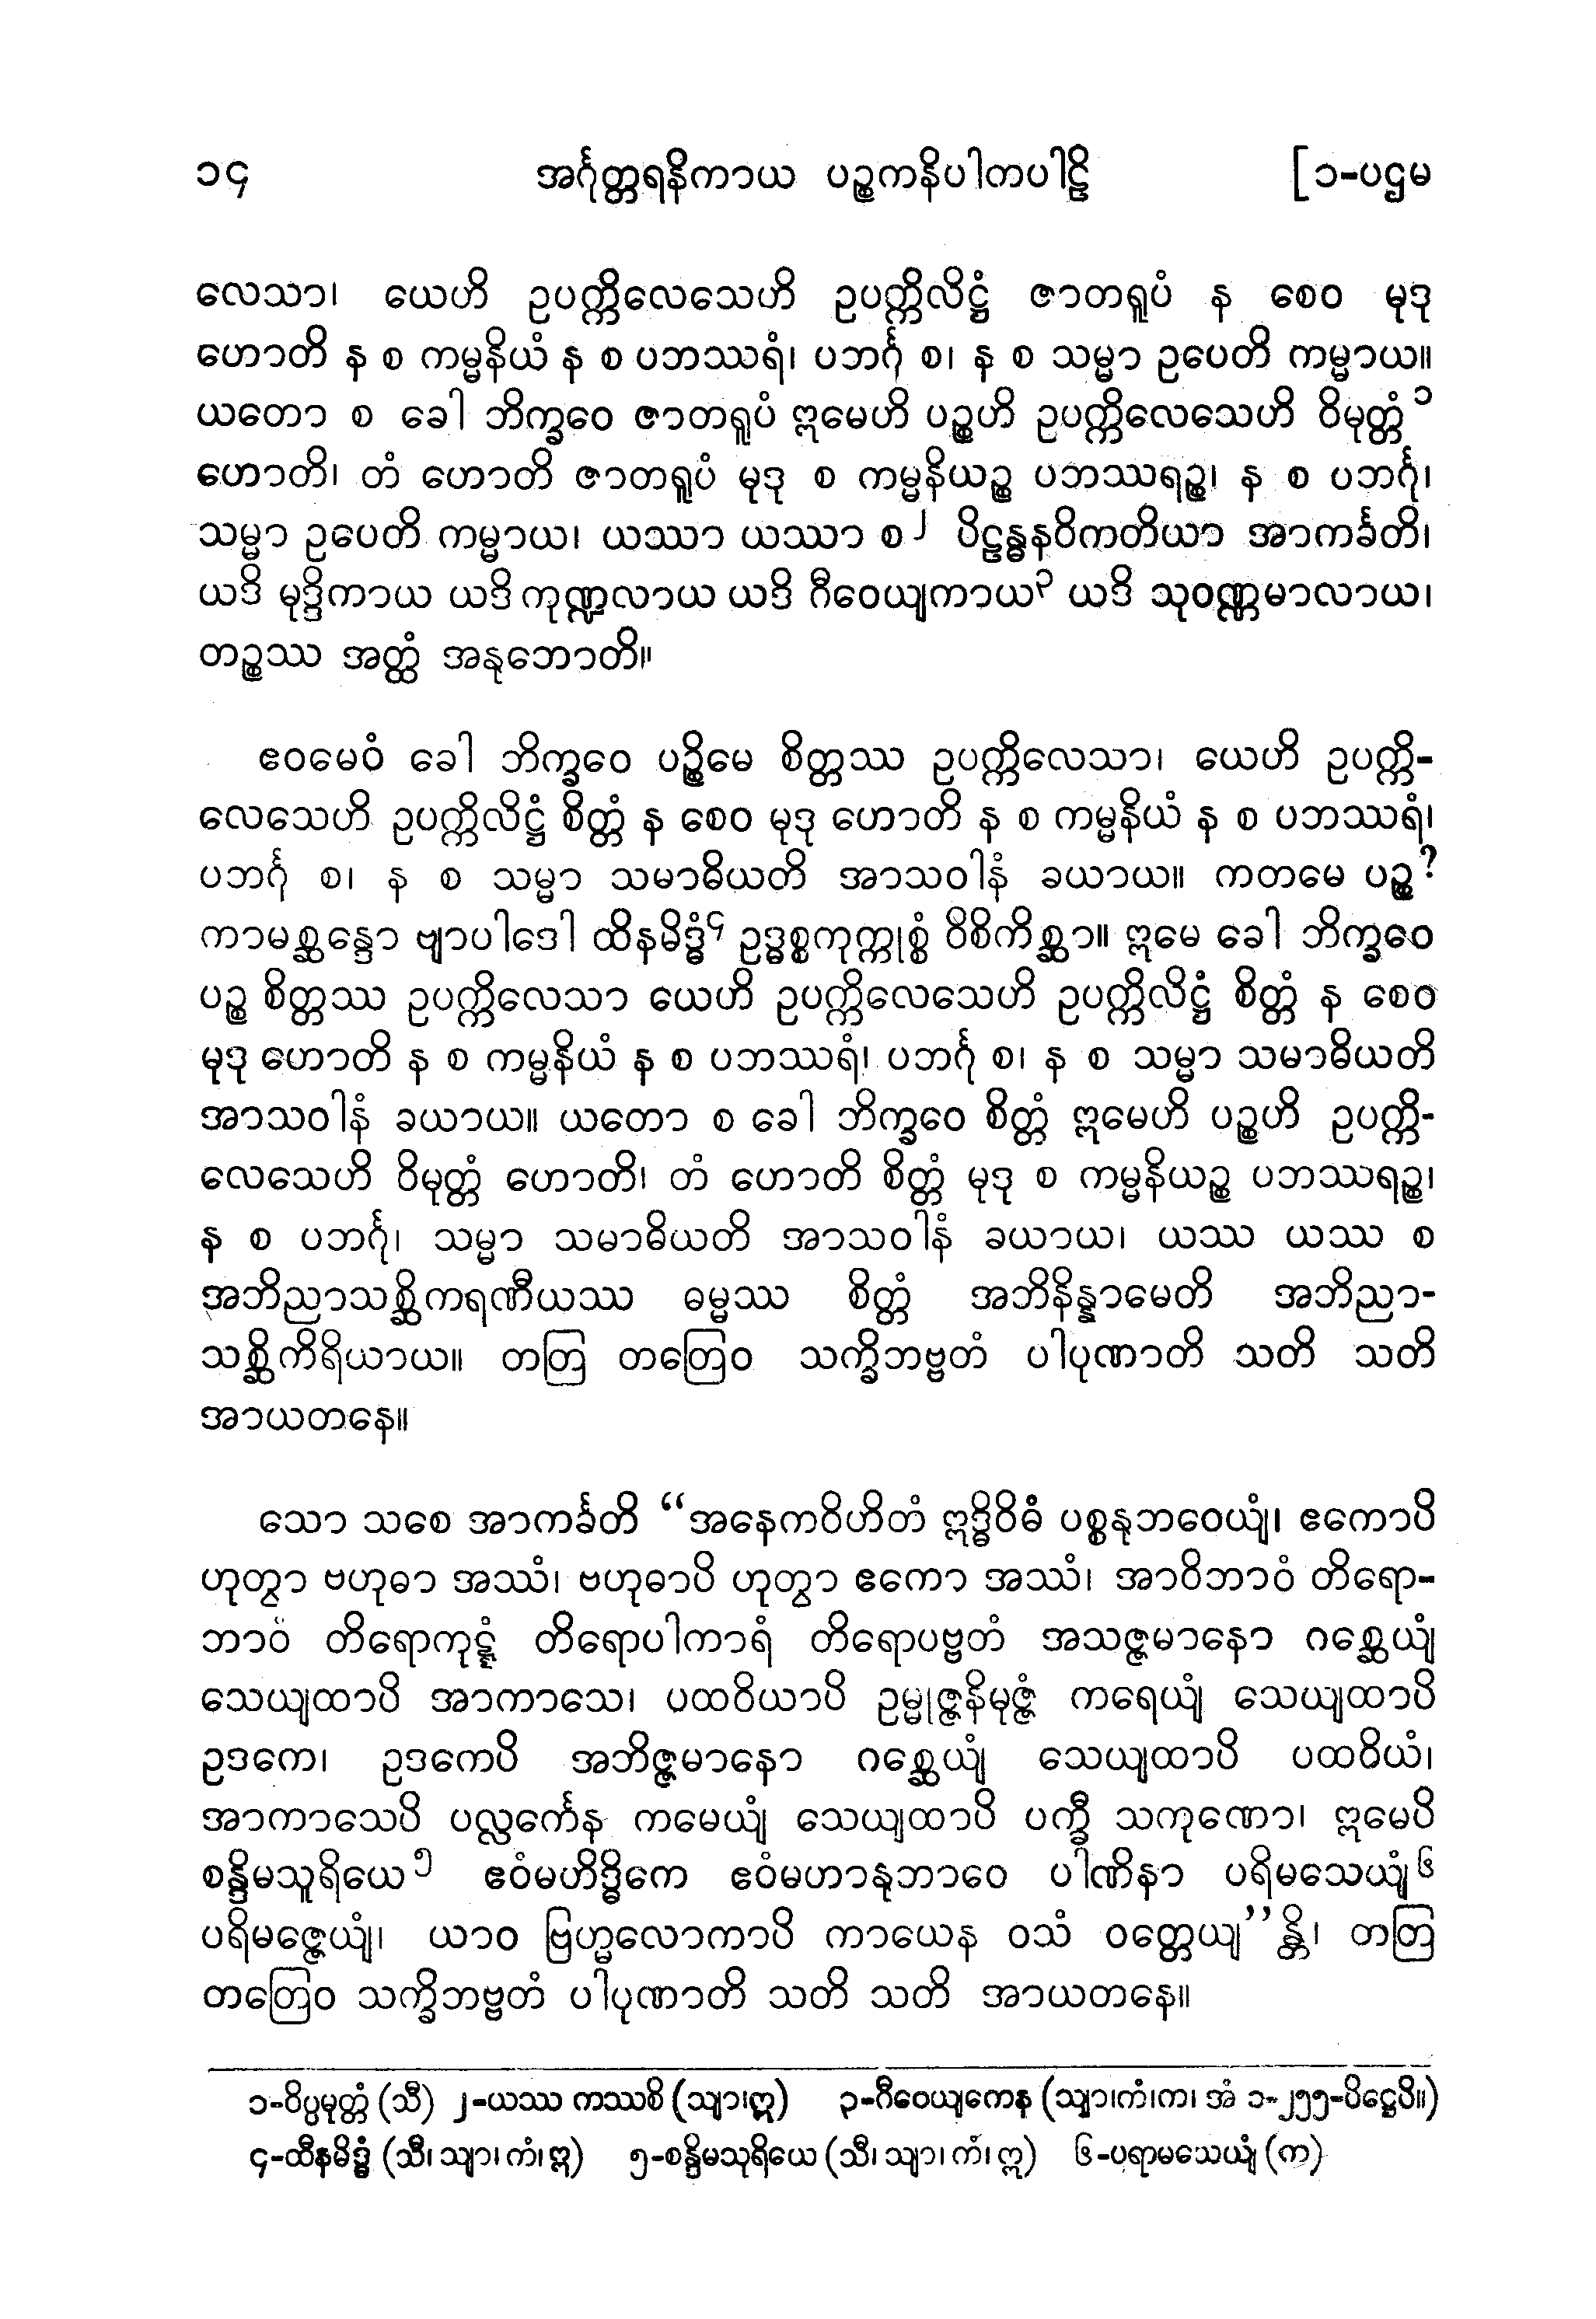 ၁၄ အင်္ဂုတ္တရနိကာယ ပဉ္စကနိပါတပါဠိ [၁-ပဌမ
လေသာ၊ ယေဟိ ဥပက္ကိလေသေဟိ ဥပက္ကိလိဋ္ဌံ ဇာတရူပံ န စေဝ မုဒု
ဟောတိ န စ ကမ္မနိယံ န စ ပဘဿရံ၊ ပဘင်္ဂု စ၊ န စ သမ္မာ ဥပေတိ ကမ္မာယ။
ယတော စ ခေါ ဘိက္ခဝေ ဇာတရူပံ ဣမေဟိ ပဉ္စဟိ ဥပက္ကိလေသေဟိ ဝိမုတ္တံ၁
ဟောတိ၊ တံ ဟောတိ ဇာတရူပံ မုဒု စ ကမ္မနိယဉ္စ ပဘဿရဉ္စ၊ န စ ပဘင်္ဂု၊
သမ္မာ ဥပေတိ ကမ္မာယ၊ ယဿာ ယဿာ စ၂ ပိဠန္ဓနဝိကတိယာ အာကင်္ခတိ၊
ယဒိ မုဒ္ဒိကာယ ယဒိ ကုဏ္ဍလာယ ယဒိ ဂီဝေယျကာယ၃ ယဒိ သုဝဏ္ဏမာလာယ၊
တဉ္စဿ အတ္ထံ အနုဘောတိ။
ဧဝမေဝံ ခေါ ဘိက္ခဝေ ပဉ္စိမေ စိတ္တဿ ဥပက္ကိလေသာ၊ ယေဟိ ဥပက္ကိ-
လေသေဟိ ဥပက္ကိလိဋ္ဌံ စိတ္တံ န စေဝ မုဒု ဟောတိ န စ ကမ္မနိယံ န စ ပဘဿရံ၊
ပဘင်္ဂု စ၊ န စ သမ္မာ သမာဓိယတိ အာသဝါနံ ခယာယ။ ကတမေ ပဉ္စ?
ကာမစ္ဆန္ဒော ဗျာပါဒေါ ထိနမိဒ္ဓံ၄ ဥဒ္ဓစ္စကုက္ကုစ္စံ ဝိစိကိစ္ဆာ။ ဣမေ ခေါ ဘိက္ခဝေ
ပဉ္စ စိတ္တဿ ဥပက္ကိလေသာ ယေဟိ ဥပက္ကိလေသေဟိ ဥပက္ကိလိဋ္ဌံ စိတ္တံ န စေဝ
မုဒု ဟောတိ န စ ကမ္မနိယံ န စ ပဘဿရံ၊ ပဘင်္ဂု စ၊ န စ သမ္မာ သမာဓိယတိ
အာသဝါနံ ခယာယ။ ယတော စ ခေါ ဘိက္ခဝေ စိတ္တံ ဣမေဟိ ပဉ္စဟိ ဥပက္ကိ-
လေသေဟိ ဝိမုတ္တံ ဟောတိ၊ တံ ဟောတိ စိတ္တံ မုဒု စ ကမ္မနိယဉ္စ ပဘဿရဉ္စ၊
န စ ပဘင်္ဂု၊ သမ္မာ သမာဓိယတိ အာသဝါနံ ခယာယ၊ ယဿ ယဿ စ
အဘိညာသစ္ဆိကရဏီယဿ ဓမ္မဿ စိတ္တံ အဘိနိန္နာမေတိ အဘိညာ-
သစ္ဆိကိရိယာယ။ တတြ တတြေဝ သက္ခိဘဗ္ဗတံ ပါပုဏာတိ သတိ သတိ
အာယတနေ။
သော သစေ အာကင်္ခတိ “အနေကဝိဟိတံ ဣဒ္ဓိဝိဓံ ပစ္စနုဘဝေယျံ၊ ဧကောပိ
ဟုတွာ ဗဟုဓာ အဿံ၊ ဗဟုဓာပိ ဟုတွာ ဧကော အဿံ၊ အာဝိဘာဝံ တိရော-
ဘာဝံ တိရောကုဋ္ဋံ တိရောပါကာရံ တိရောပဗ္ဗတံ အသဇ္ဇမာနော ဂစ္ဆေယျံ
သေယျထာပိ အာကာသေ၊ ပထဝိယာပိ ဥမ္မုဇ္ဇနိမုဇ္ဇံ ကရေယျံ သေယျထာပိ
ဥဒကေ၊ ဥဒကေပိ အဘိဇ္ဇမာနော ဂစ္ဆေယျံ သေယျထာပိ ပထဝိယံ၊
အာကာသေပိ ပလ္လင်္ကေန ကမေယျံ သေယျထာပိ ပက္ခီ သကုဏော၊ ဣမေပိ
စန္ဒိမသူရိယေ၅ ဧဝံမဟိဒ္ဓိကေ ဧဝံမဟာနုဘာဝေ ပါဏိနာ ပရိမသေယျံ၆
ပရိမဇ္ဇေယျံ၊ ယာဝ ဗြဟ္မလောကာပိ ကာယေန ဝသံ ဝတ္တေယျ”န္တိ၊ တတြ
တတြေဝ သက္ခိဘဗ္ဗတံ ပါပုဏာတိ သတိ သတိ အာယတနေ။
၁-ဝိပ္ပမုတ္တံ (သီ) ၂-ယဿ ကဿစိ (သျာ၊ဣ) ၃-ဂီဝေယျကေန (သျာ၊ကံ၊က၊ အံ ၁-၂၅၅-ပိဋ္ဌေပိ။)
၄-ထီနမိဒ္ဓံ (သီ၊ သျာ၊ ကံ၊ ဣ) ၅-စန္ဒိမသုရိယေ (သီ၊ သျာ၊ ကံ၊ ဣ) ၆-ပရာမသေယျံ (က)